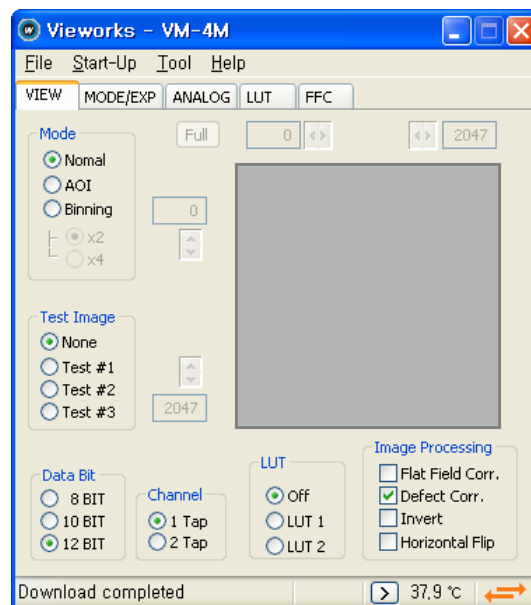 Vieworks - VM-4M
File Start-Up Tool Help
VIEW MODE/EXP ANALOG LUT FFC
Mode
Full 0 2047
Nomal
AOI
Binning 0
x2
x4
Test Image
None
Test #1
Test #2
Test #3 2047
Image Processing
LUT
Flat Field Corr.
Data Bit
Channel
8 BIT
Off
Defect Corr.
10 BIT
1 Tap
LUT 1
Invert
12 BIT
2 Tap
LUT 2
Horizontal Flip
Download completed 37,9 ℃